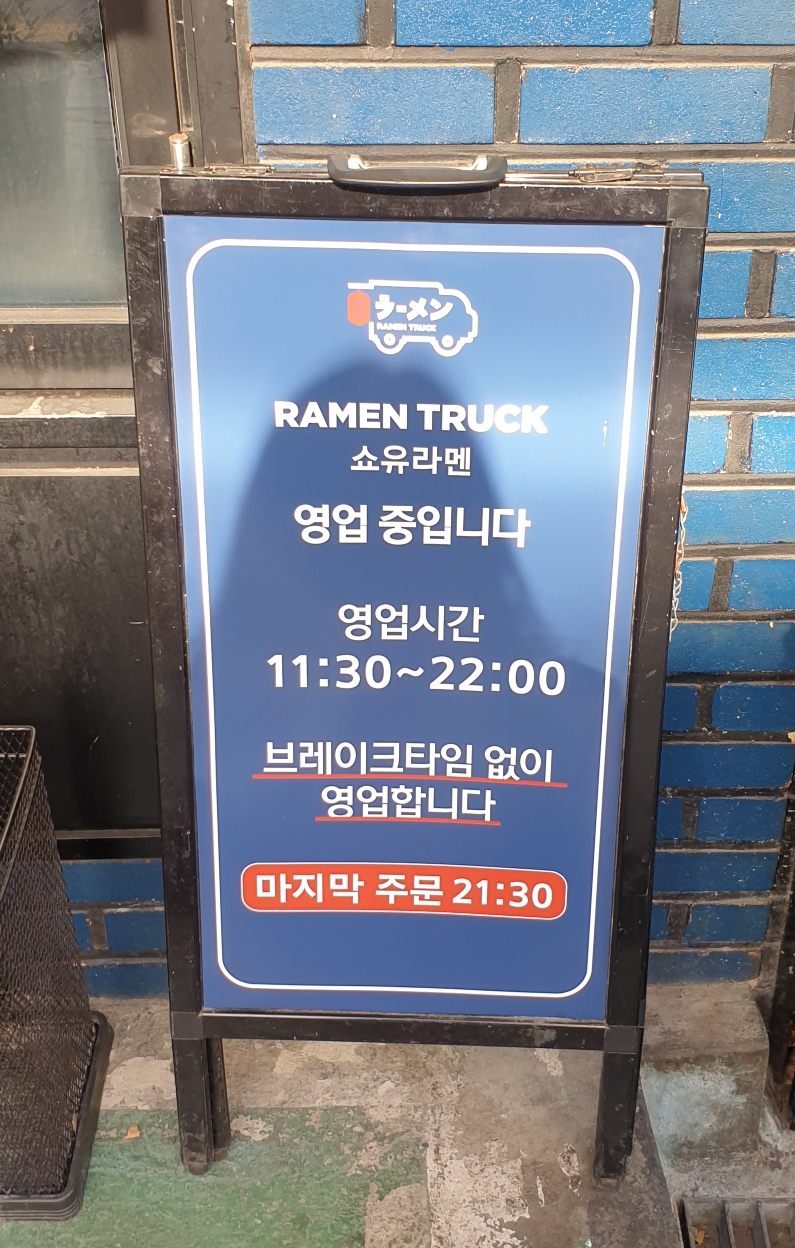 ラーメン
RAMEN TRUCK
RAMEN TRUCK
쇼유라멘
영업 중입니다
영업시간
11:30~22:00
브레이크타임 없이
영업합니다
마지막 주문 21:30